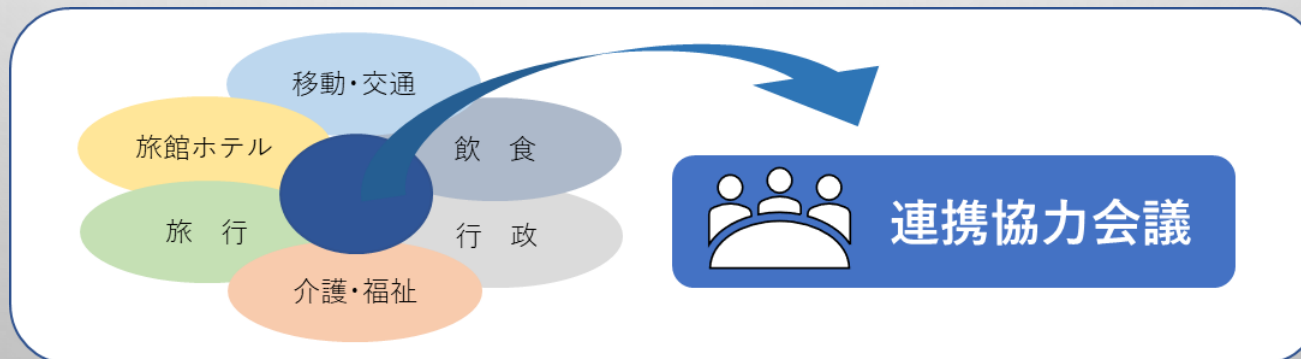 移動・交通
旅館ホテル
飲　食
旅　行
行　政
介護・福祉
連携協力会議